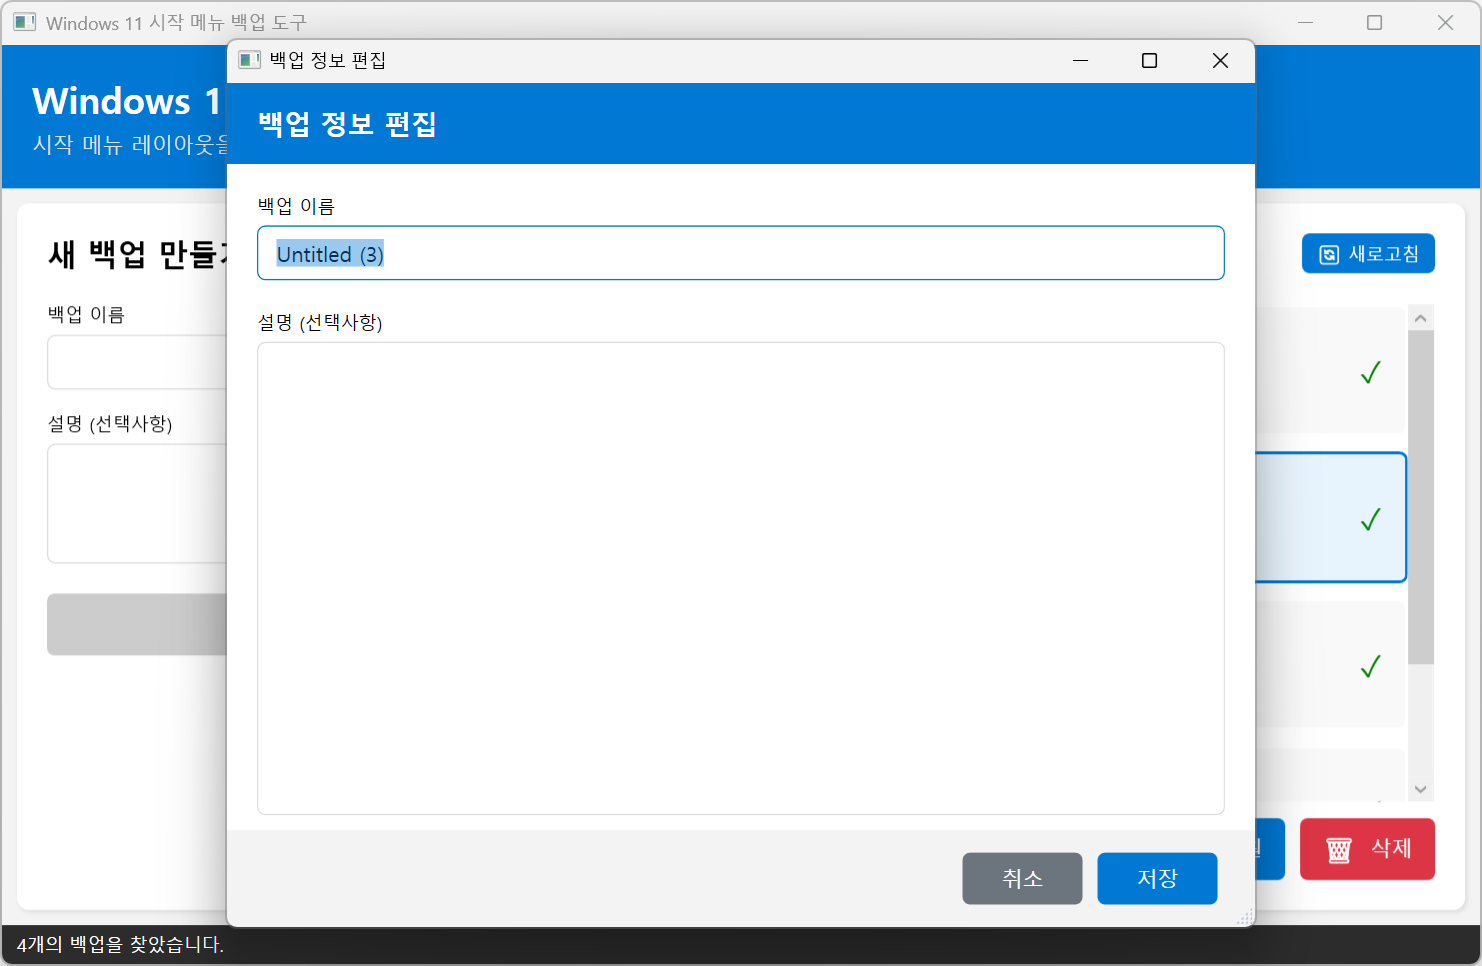 Windows 11 시작 메뉴 백업 도구
백업 정보 편집
Windows 1
시작 메뉴 레이아웃을
백업 정보 편집
새 백업 만들기
백업 이름
설명 (선택사항)
백업 이름
Untitled (3)
설명 (선택사항)
취소
저장
새로고침
삭제
4개의 백업을 찾았습니다.